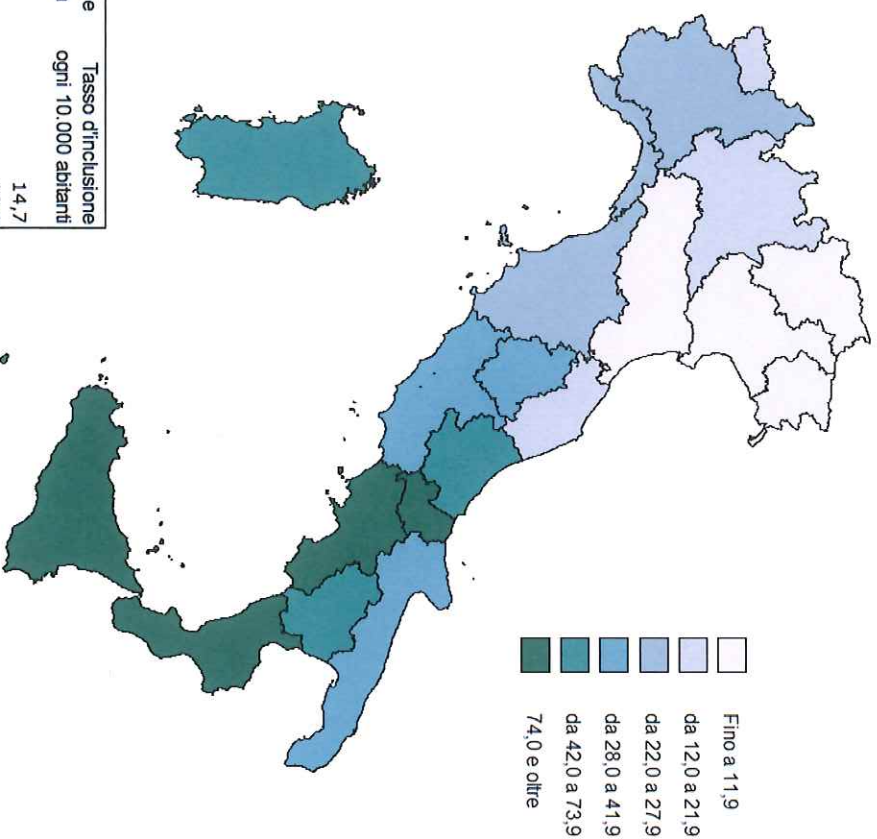 Fino a 11,9
da 12,0 a 21,9
da 22,0 a 27,9
da 28,0 a 41,9
da 42,0 a 73,9
74,0 e oltre
Tasso d'inclusione
ogni 10.000 abitanti
14,7